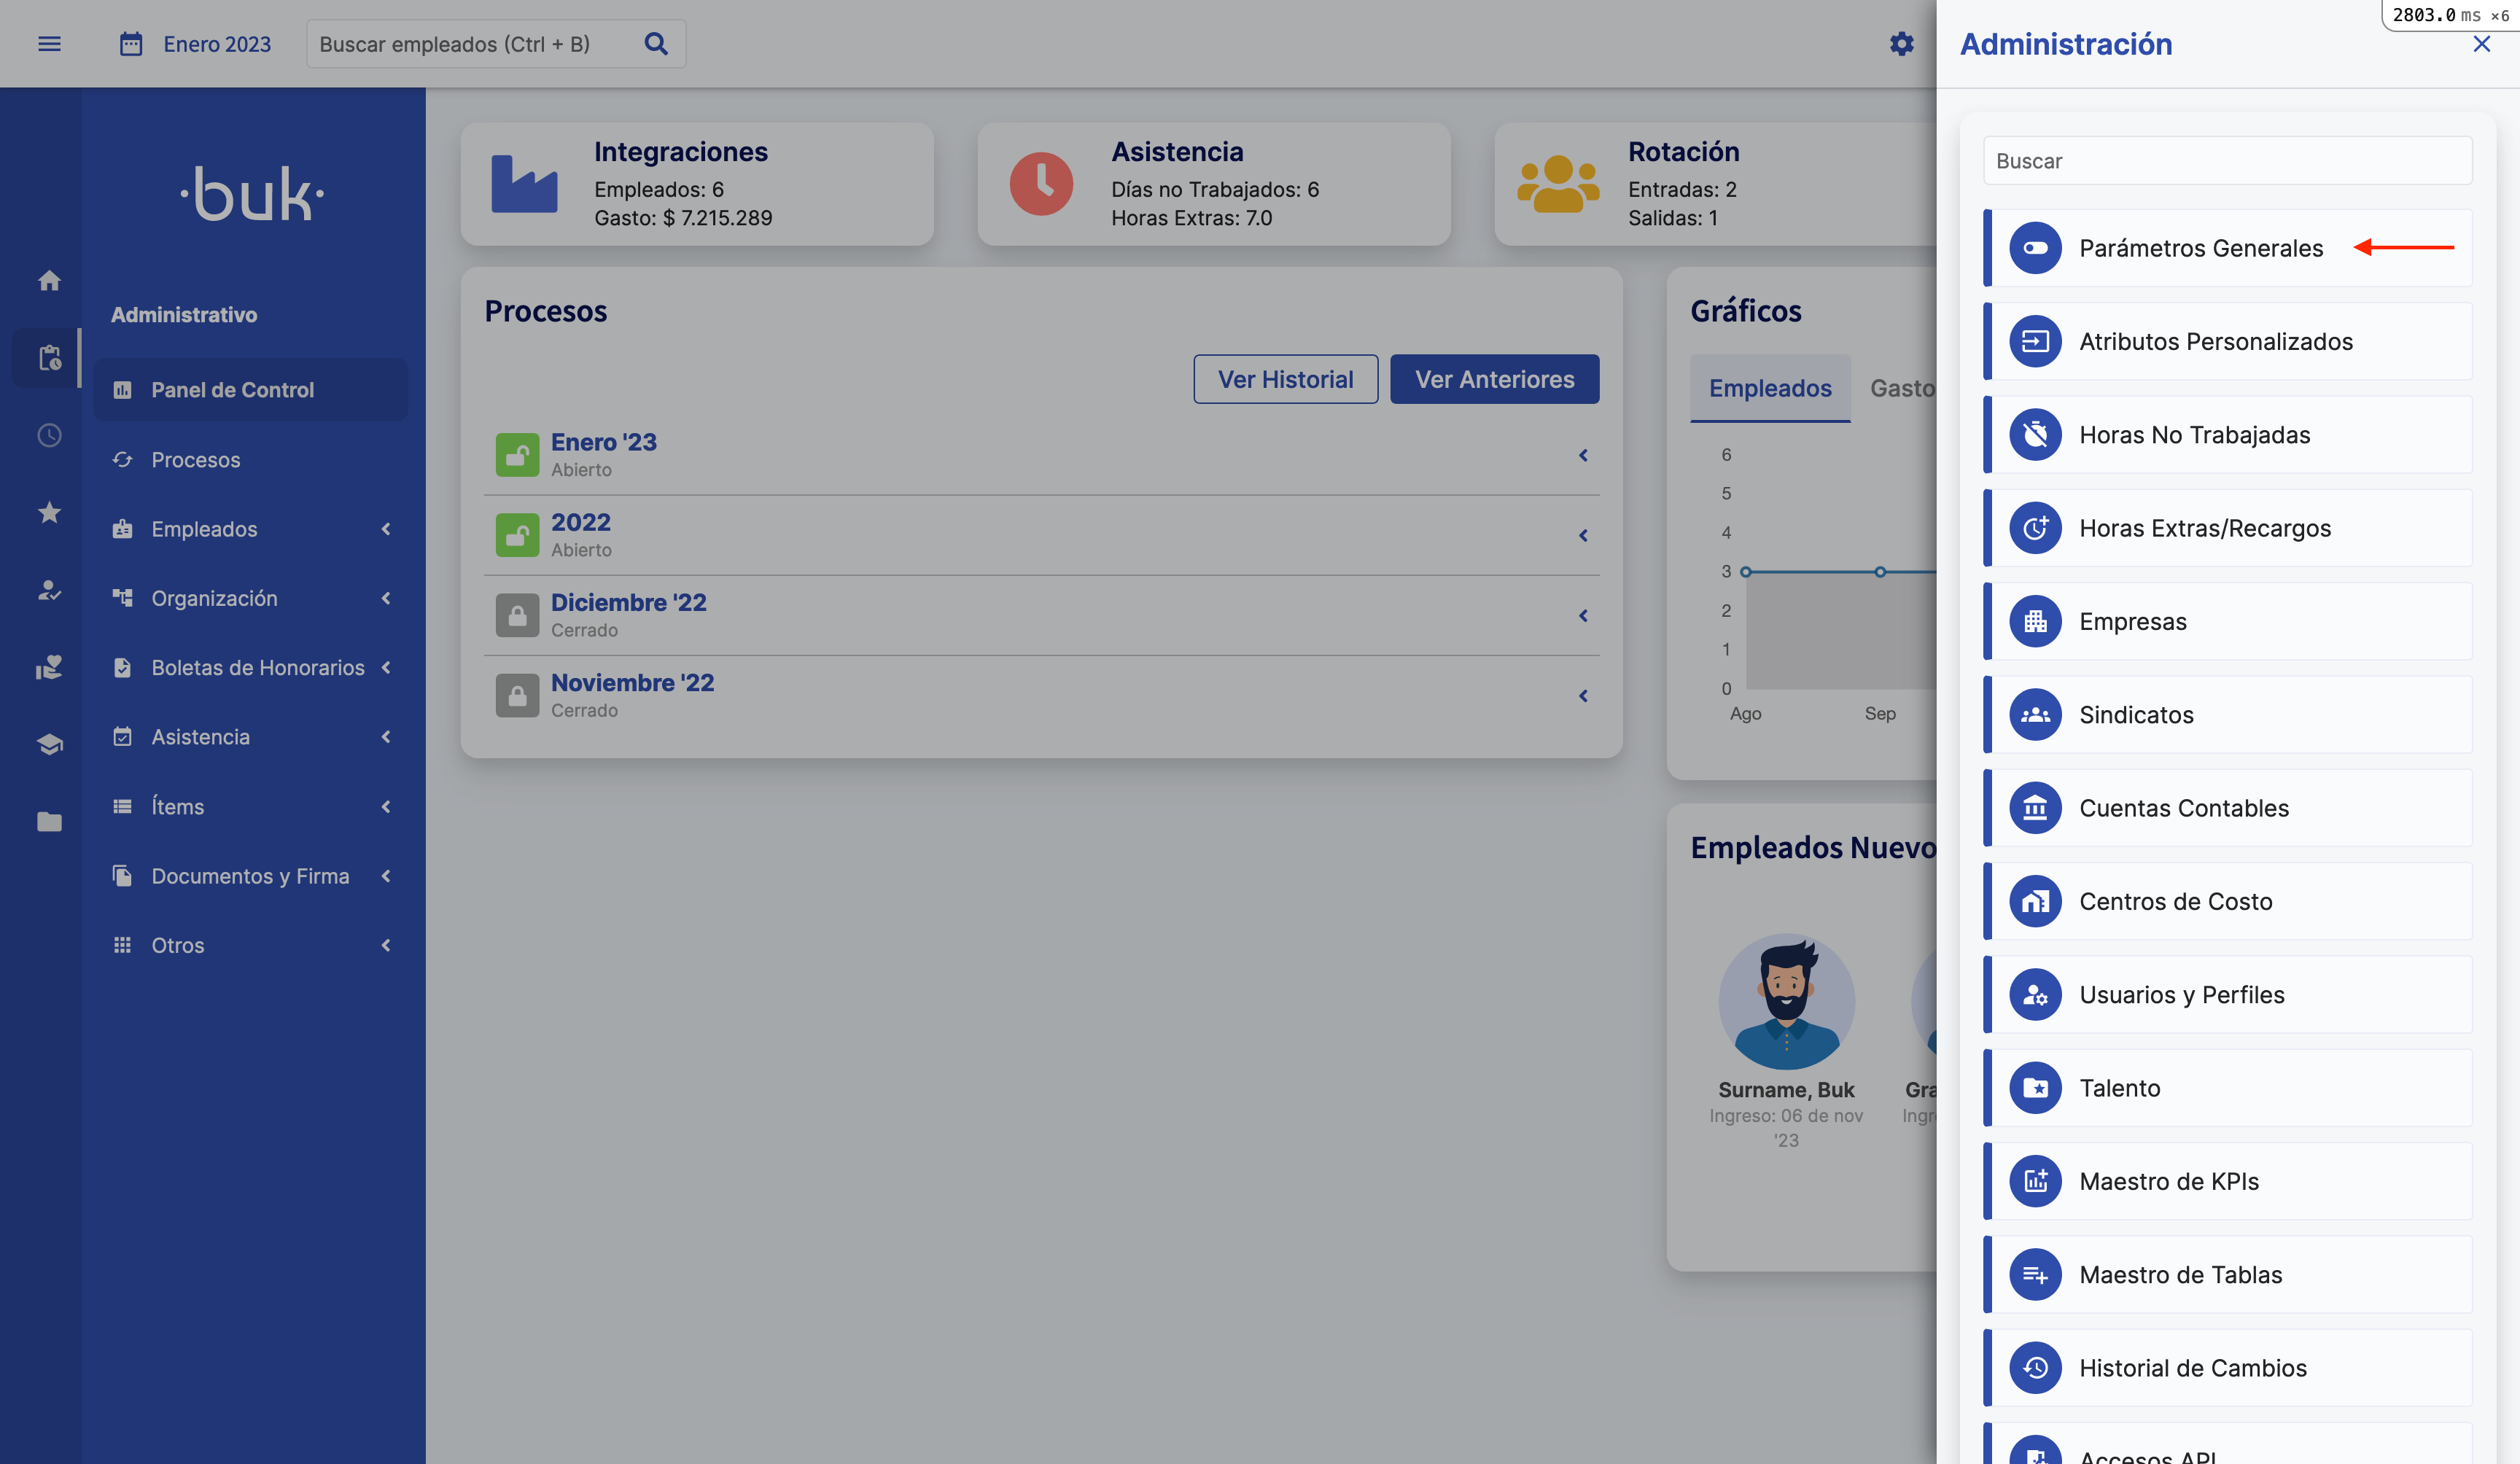 Enero 2023
Buscar empleados (Ctrl + B)
2803.0 ms ×6
Administración
·buk·
Administrativo
Panel de Control
Procesos
Empleados
Organización
Boletas de Honorarios
Asistencia
Ítems
Documentos y Firma
Otros
Integraciones
Empleados: 6
Gasto: $ 7.215.289
Asistencia
Días no Trabajados: 6
Horas Extras: 7.0
Rotación
Entradas: 2
Salidas: 1
Procesos
Ver Historial
Ver Anteriores
Enero '23
Abierto
2022
Abierto
Diciembre '22
Cerrado
Noviembre '22
Cerrado
Gráficos
Empleados
Gasto
6
5
4
3
2
1
0
Ago
Sep
Empleados Nuevo
Surname, Buk
Ingreso: 06 de nov
'23
Gra
Ingr
Buscar
Parámetros Generales
Atributos Personalizados
Horas No Trabajadas
Horas Extras/Recargos
Empresas
Sindicatos
Cuentas Contables
Centros de Costo
Usuarios y Perfiles
Talento
Maestro de KPIs
Maestro de Tablas
Historial de Cambios
Accesos API